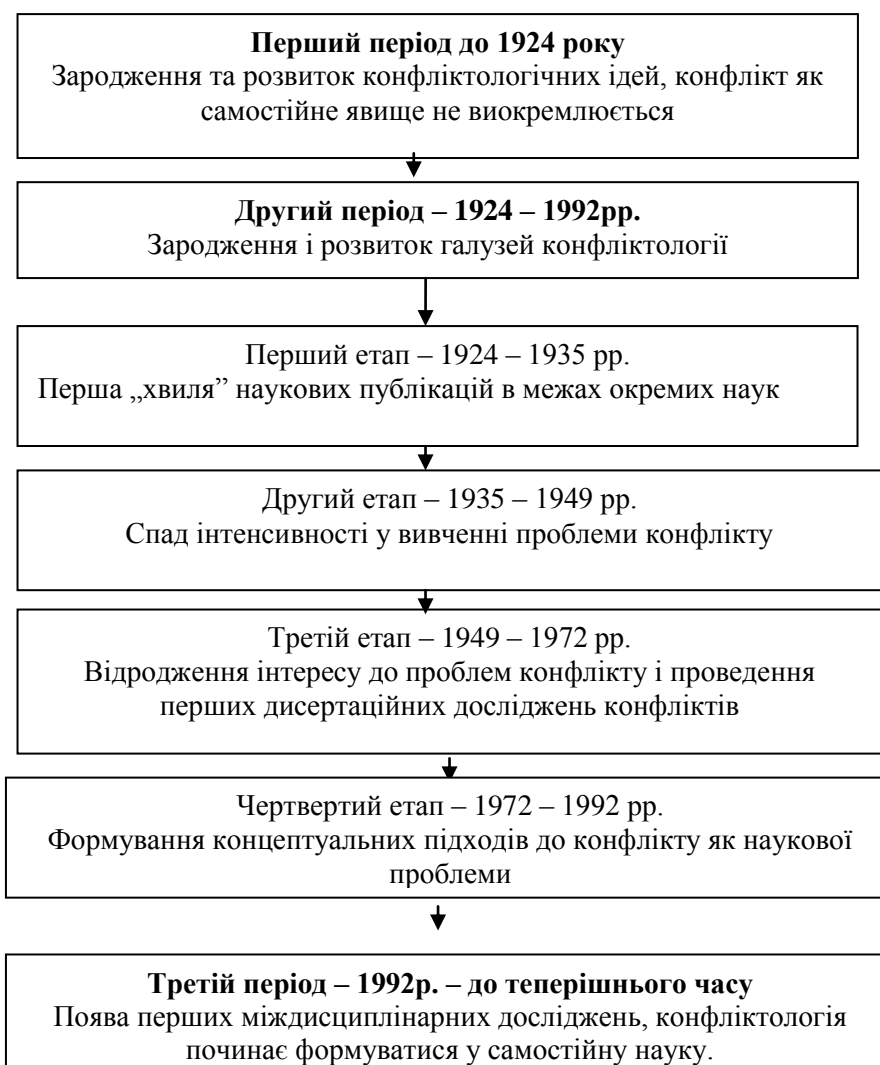 Перший період до 1924 року
Зародження та розвиток конфліктологічних ідей, конфлікт як
самостійне явище не виокремлюється
Другий період – 1924 – 1992рр.
Зародження і розвиток галузей конфліктології
Перший етап – 1924 – 1935 рр.
Перша „хвиля” наукових публікацій в межах окремих наук
Другий етап – 1935 – 1949 рр.
Спад інтенсивності у вивченні проблеми конфлікту
Третій етап – 1949 – 1972 рр.
Відродження інтересу до проблем конфлікту і проведення
перших дисертаційних досліджень конфліктів
Чертвертий етап – 1972 – 1992 рр.
Формування концептуальних підходів до конфлікту як наукової
проблеми
Третій період – 1992р. – до теперішнього часу
Поява перших міждисциплінарних досліджень, конфліктологія
починає формуватися у самостійну науку.